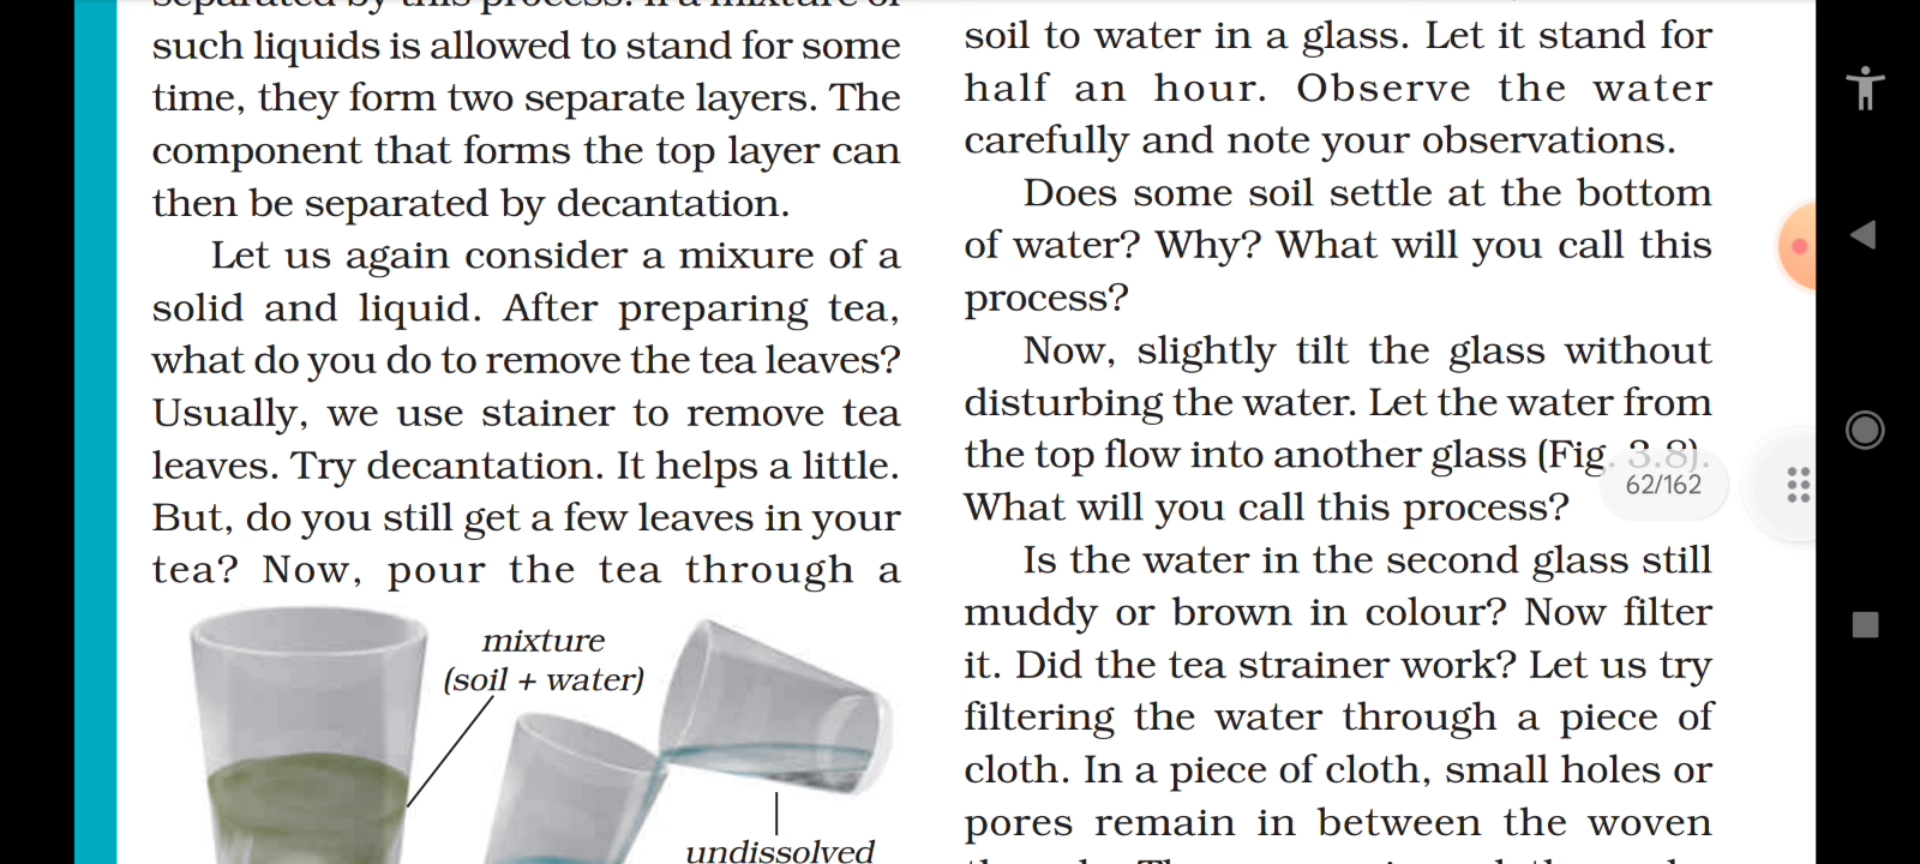 separated by this process. If a mixture of
such liquids is allowed to stand for some
time, they form two separate layers. The
component that forms the top layer can
then be separated by decantation.
Let us again consider a mixure of a
solid and liquid. After preparing tea,
what do you do to remove the tea leaves?
Usually, we use stainer to remove tea
leaves. Try decantation. It helps a little.
But, do you still get a few leaves in your
tea? Now, pour the tea through a
mixture
(soil + water)
undissolved
soil to water in a glass. Let it stand for
half an hour. Observe the water
carefully and note your observations.
Does some soil settle at the bottom
of water? Why? What will you call this
process?
Now, slightly tilt the glass without
disturbing the water. Let the water from
the top flow into another glass (Fig. 3.8).
What will you call this process?
Is the water in the second glass still
muddy or brown in colour? Now filter
it. Did the tea strainer work? Let us try
filtering the water through a piece of
cloth. In a piece of cloth, small holes or
pores remain in between the woven
62/162